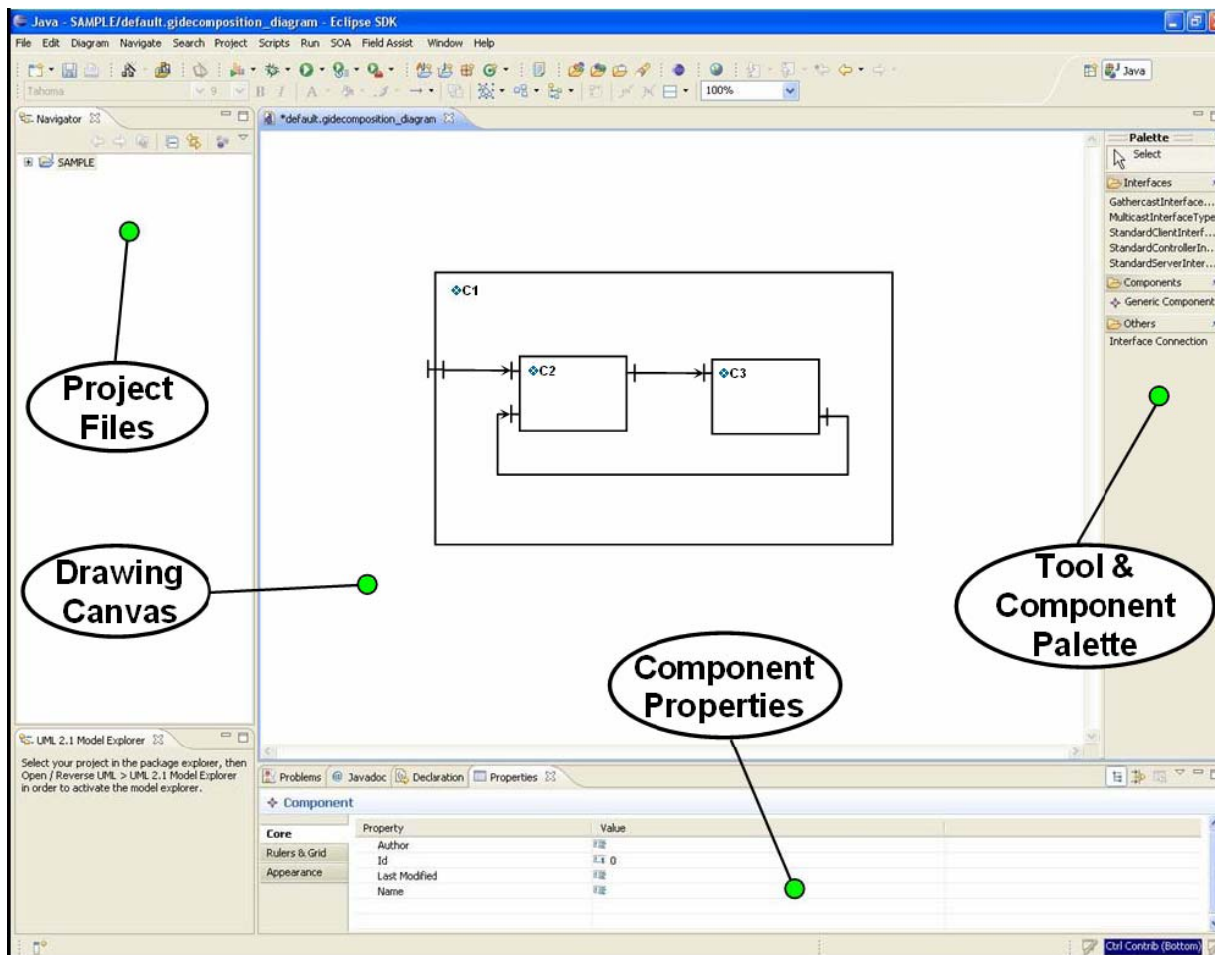 Java - SAMPLE/default.gidecomposition_diagram - Eclipse SDK
File Edit Diagram Navigate Search Project Scripts Run SOA Field Assist Window Help
Java
Tahoma 9 B I A 100%
Navigator
*default.gidecomposition_diagram
SAMPLE
Palette
Select
Interfaces
GathercastInterface...
MulticastInterfaceType
StandardClientInterf...
StandardControllerIn...
StandardServerInter...
Components
Generic Component
Others
Interface Connection
C1
C2
C3
Project
Files
Drawing
Canvas
Tool &
Component
Palette
Component
Properties
UML 2.1 Model Explorer
Select your project in the package explorer, then
Open / Reverse UML > UML 2.1 Model Explorer
in order to activate the model explorer.
Problems @ Javadoc Declaration Properties
Component
Core
Rulers & Grid
Appearance
Property Value
Author
Id 0
Last Modified
Name
Ctrl Contrib (Bottom)